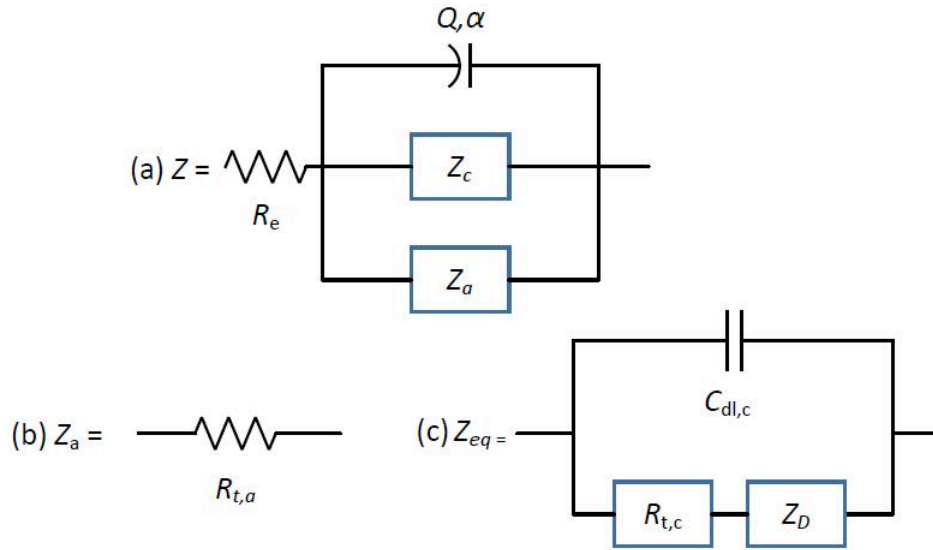 Q,α
(a) Z =
Z_c
R_e
Z_a
C_dl,c
(b) Z_a =
(c) Z_eq =
R_t,a
R_t,c
Z_D